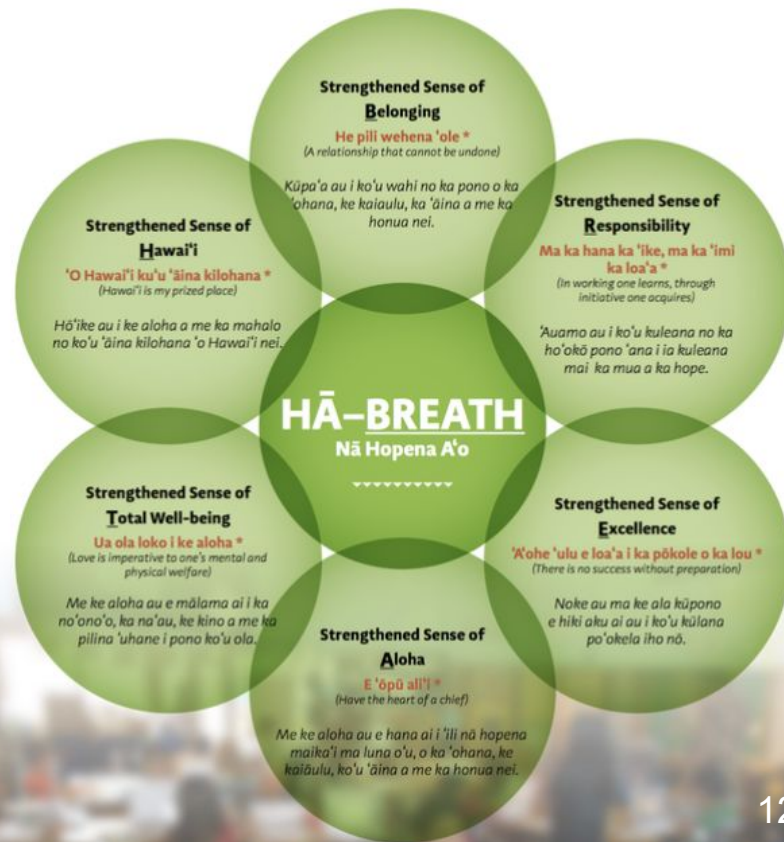 Strengthened Sense of
Belonging
He pili wehena ʻole *
(A relationship that cannot be undone)
Kūpaʻa au i koʻu wahi no ka pono o ka
ʻohana, ke kaiaulu, ka ʻāina a me ka
honua nei.
Strengthened Sense of
Responsibility
Ma ka hana ka ʻike, ma ka ʻimi
ka loaʻa *
(In working one learns, through
initiative one acquires)
ʻAuamo au i koʻu kuleana no ka
hoʻokō pono ʻana i ia kuleana
mai ka mua a ka hope.
Strengthened Sense of
Excellence
ʻAʻohe ʻulu e loaʻa i ka pōkole o ka lou *
(There is no success without preparation)
Noke au ma ke ala kūpono
e hiki aku ai au i koʻu kūlana
poʻokela iho nō.
Strengthened Sense of
Aloha
E ʻōpū aliʻi *
(Have the heart of a chief)
Me ke aloha au e hana ai i ʻili nā hopena
maikaʻi ma luna oʻu, o ka ʻohana, ke
kaiāulu, koʻu ʻāina a me ka honua nei.
Strengthened Sense of
Total Well-being
Ua ola loko i ke aloha *
(Love is imperative to one's mental and
physical welfare)
Me ke aloha au e mālama ai i ka
noʻonoʻo, ka naʻau, ke kino a me ka
pilina ʻuhane i pono koʻu ola.
Strengthened Sense of
Hawaiʻi
ʻO Hawaiʻi kuʻu ʻāina kilohana *
(Hawaiʻi is my prized place)
Hōʻike au i ke aloha a me ka mahalo
no koʻu ʻāina kilohana ʻo Hawaiʻi nei.
HĀ–BREATH
Nā Hopena Aʻo
12